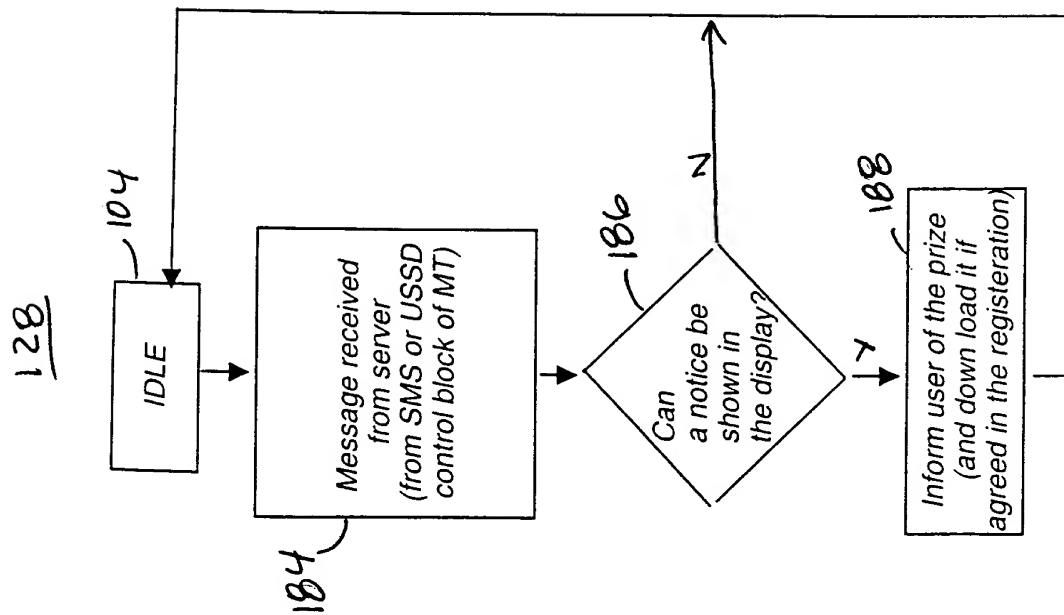 128
104
IDLE
184
Message received
from server
(from SMS or USSD
control block of MT)
186
Can
a notice be
shown in
the display?
N
Y
188
Inform user of the prize
(and down load it if
agreed in the registeration)